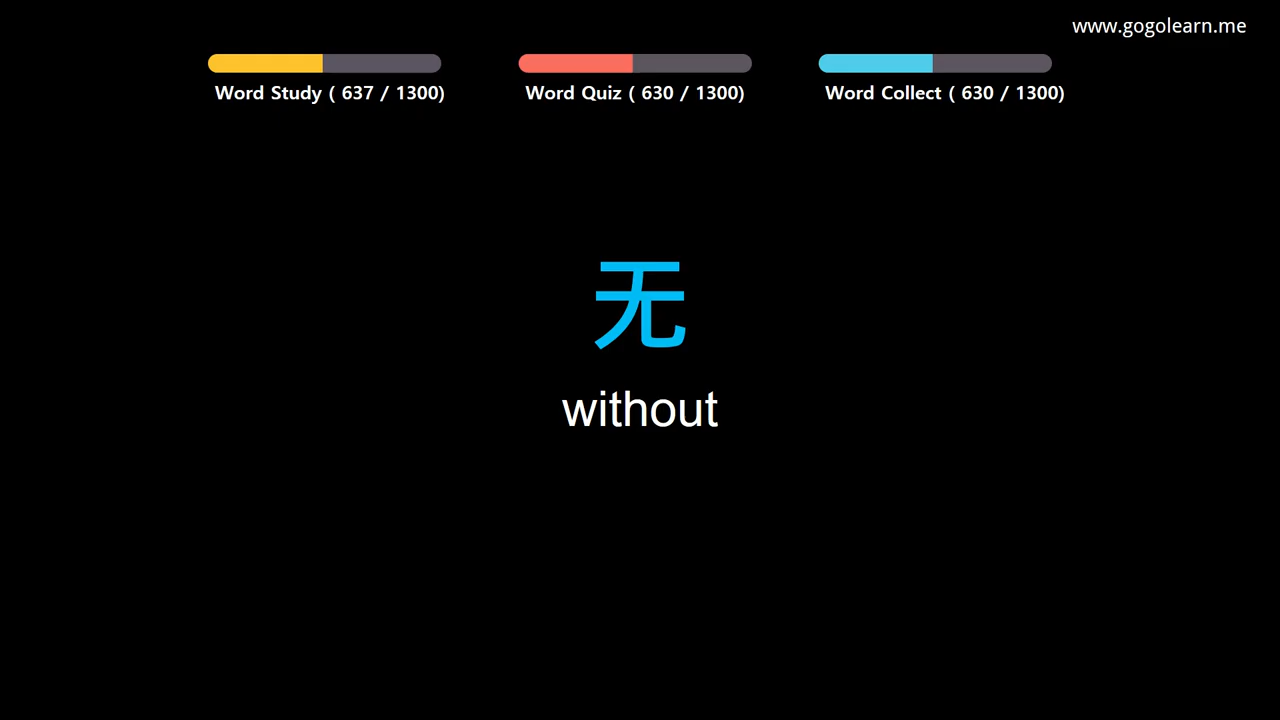 www.gogolearn.me
Word Study ( 637 / 1300)
Word Quiz ( 630 / 1300)
Word Collect ( 630 / 1300)
无
without